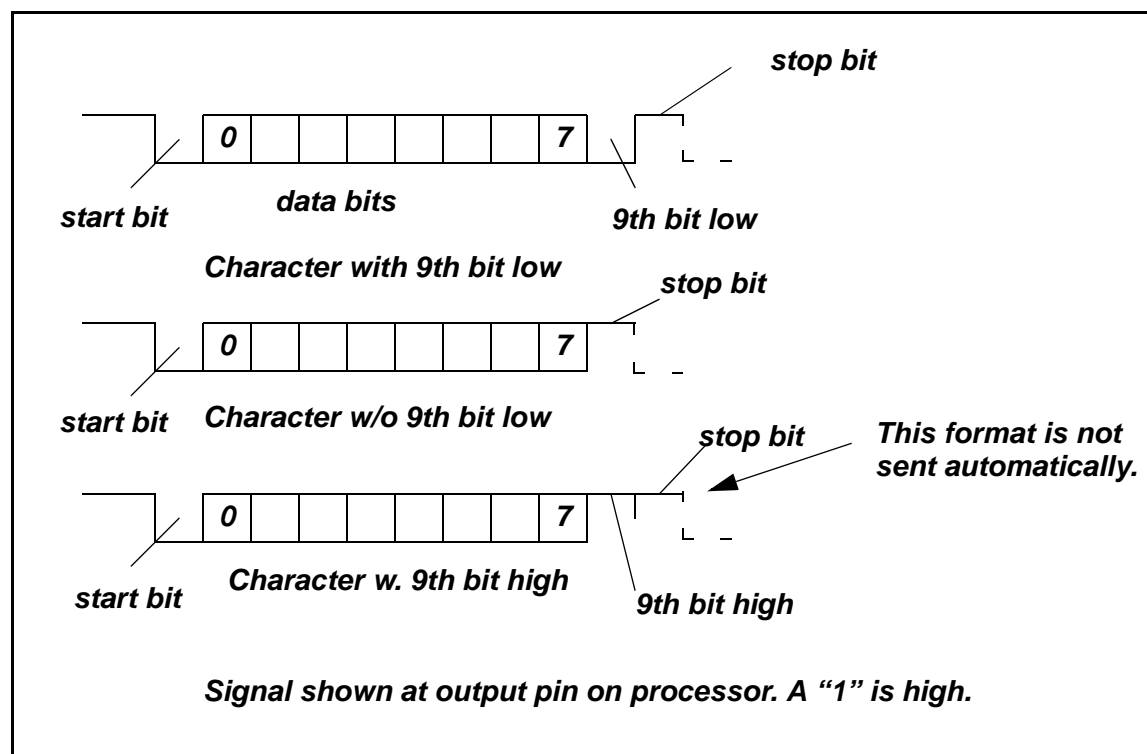 stop bit
0 7
start bit
data bits
9th bit low
Character with 9th bit low
stop bit
0 7
start bit
Character w/o 9th bit low
stop bit
This format is not
sent automatically.
0 7
start bit
Character w. 9th bit high
9th bit high
Signal shown at output pin on processor. A “1” is high.